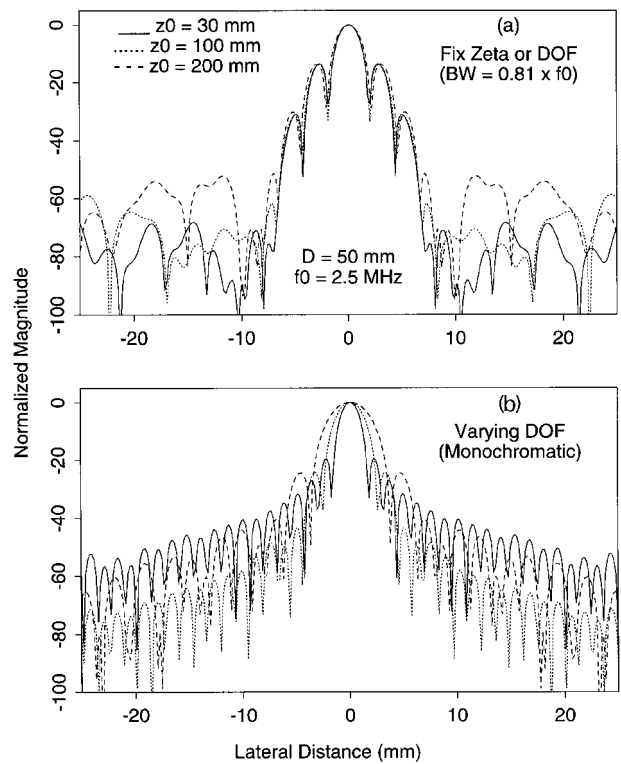 z0 = 30 mm
z0 = 100 mm
z0 = 200 mm
(a)
Fix Zeta or DOF
(BW = 0.81 x f0)
D = 50 mm
f0 = 2.5 MHz
0
-20
-40
-60
-80
-100
-20 -10 0 10 20
Normalized Magnitude
(b)
Varying DOF
(Monochromatic)
0
-20
40
60
-80
-100
-20 -10 0 10 20
Lateral Distance (mm)